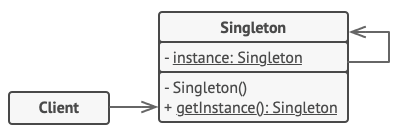 Singleton
- instance: Singleton
- Singleton()
+ getInstance(): Singleton
Client